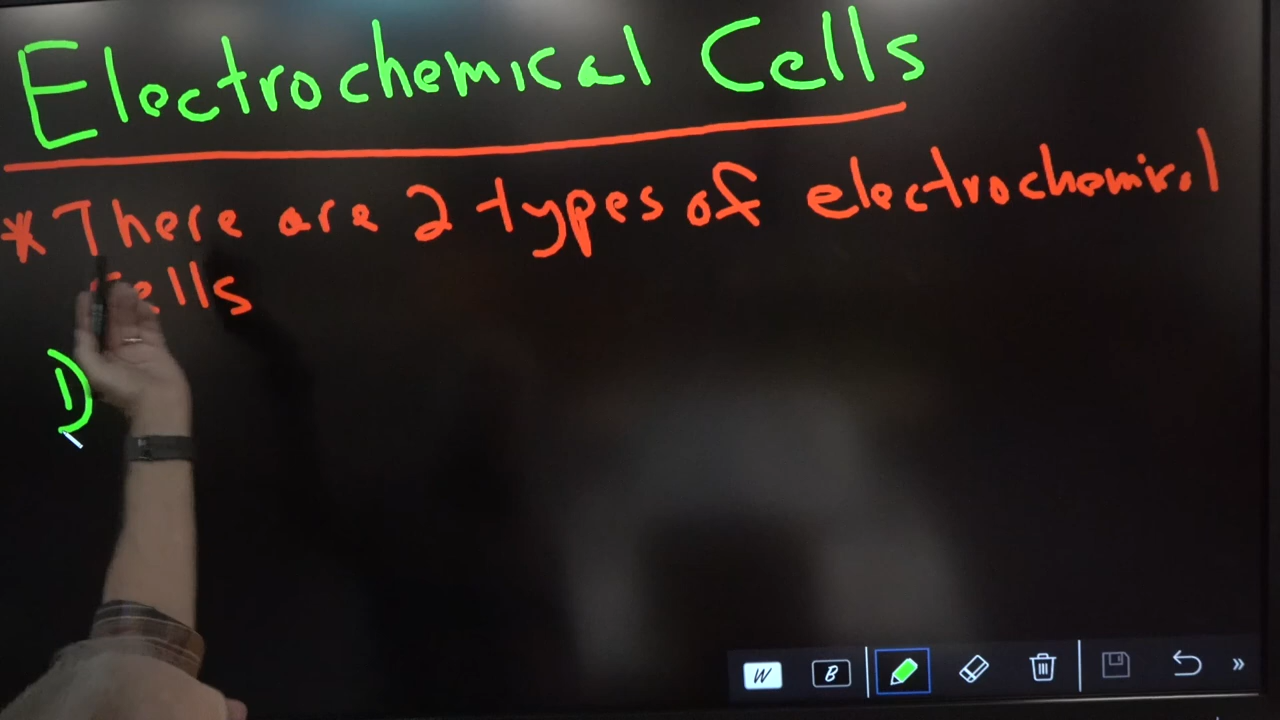 Electrochemical Cells
* There are 2 types of electrochemical
Cells
1)
W B »